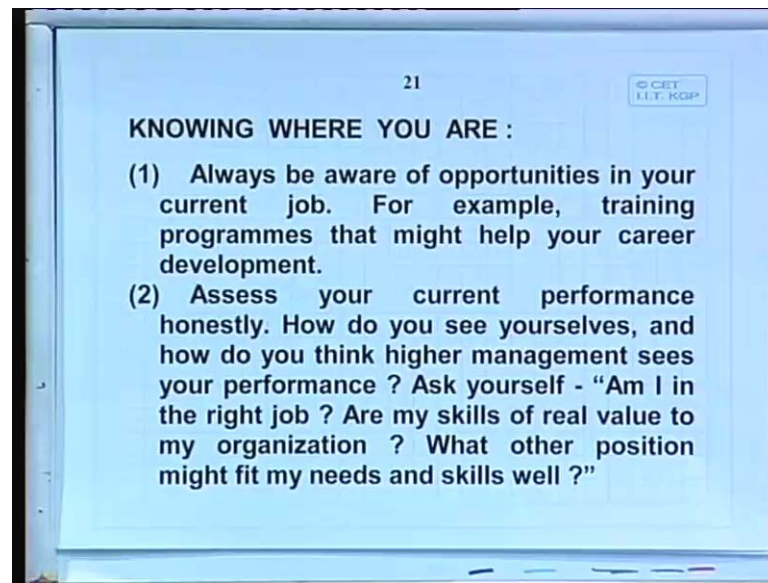 21
© CET
I.I.T. KGP
KNOWING WHERE YOU ARE :
(1) Always be aware of opportunities in your
current job. For example, training
programmes that might help your career
development.
(2) Assess your current performance
honestly. How do you see yourselves, and
how do you think higher management sees
your performance ? Ask yourself - “Am I in
the right job ? Are my skills of real value to
my organization ? What other position
might fit my needs and skills well ?”